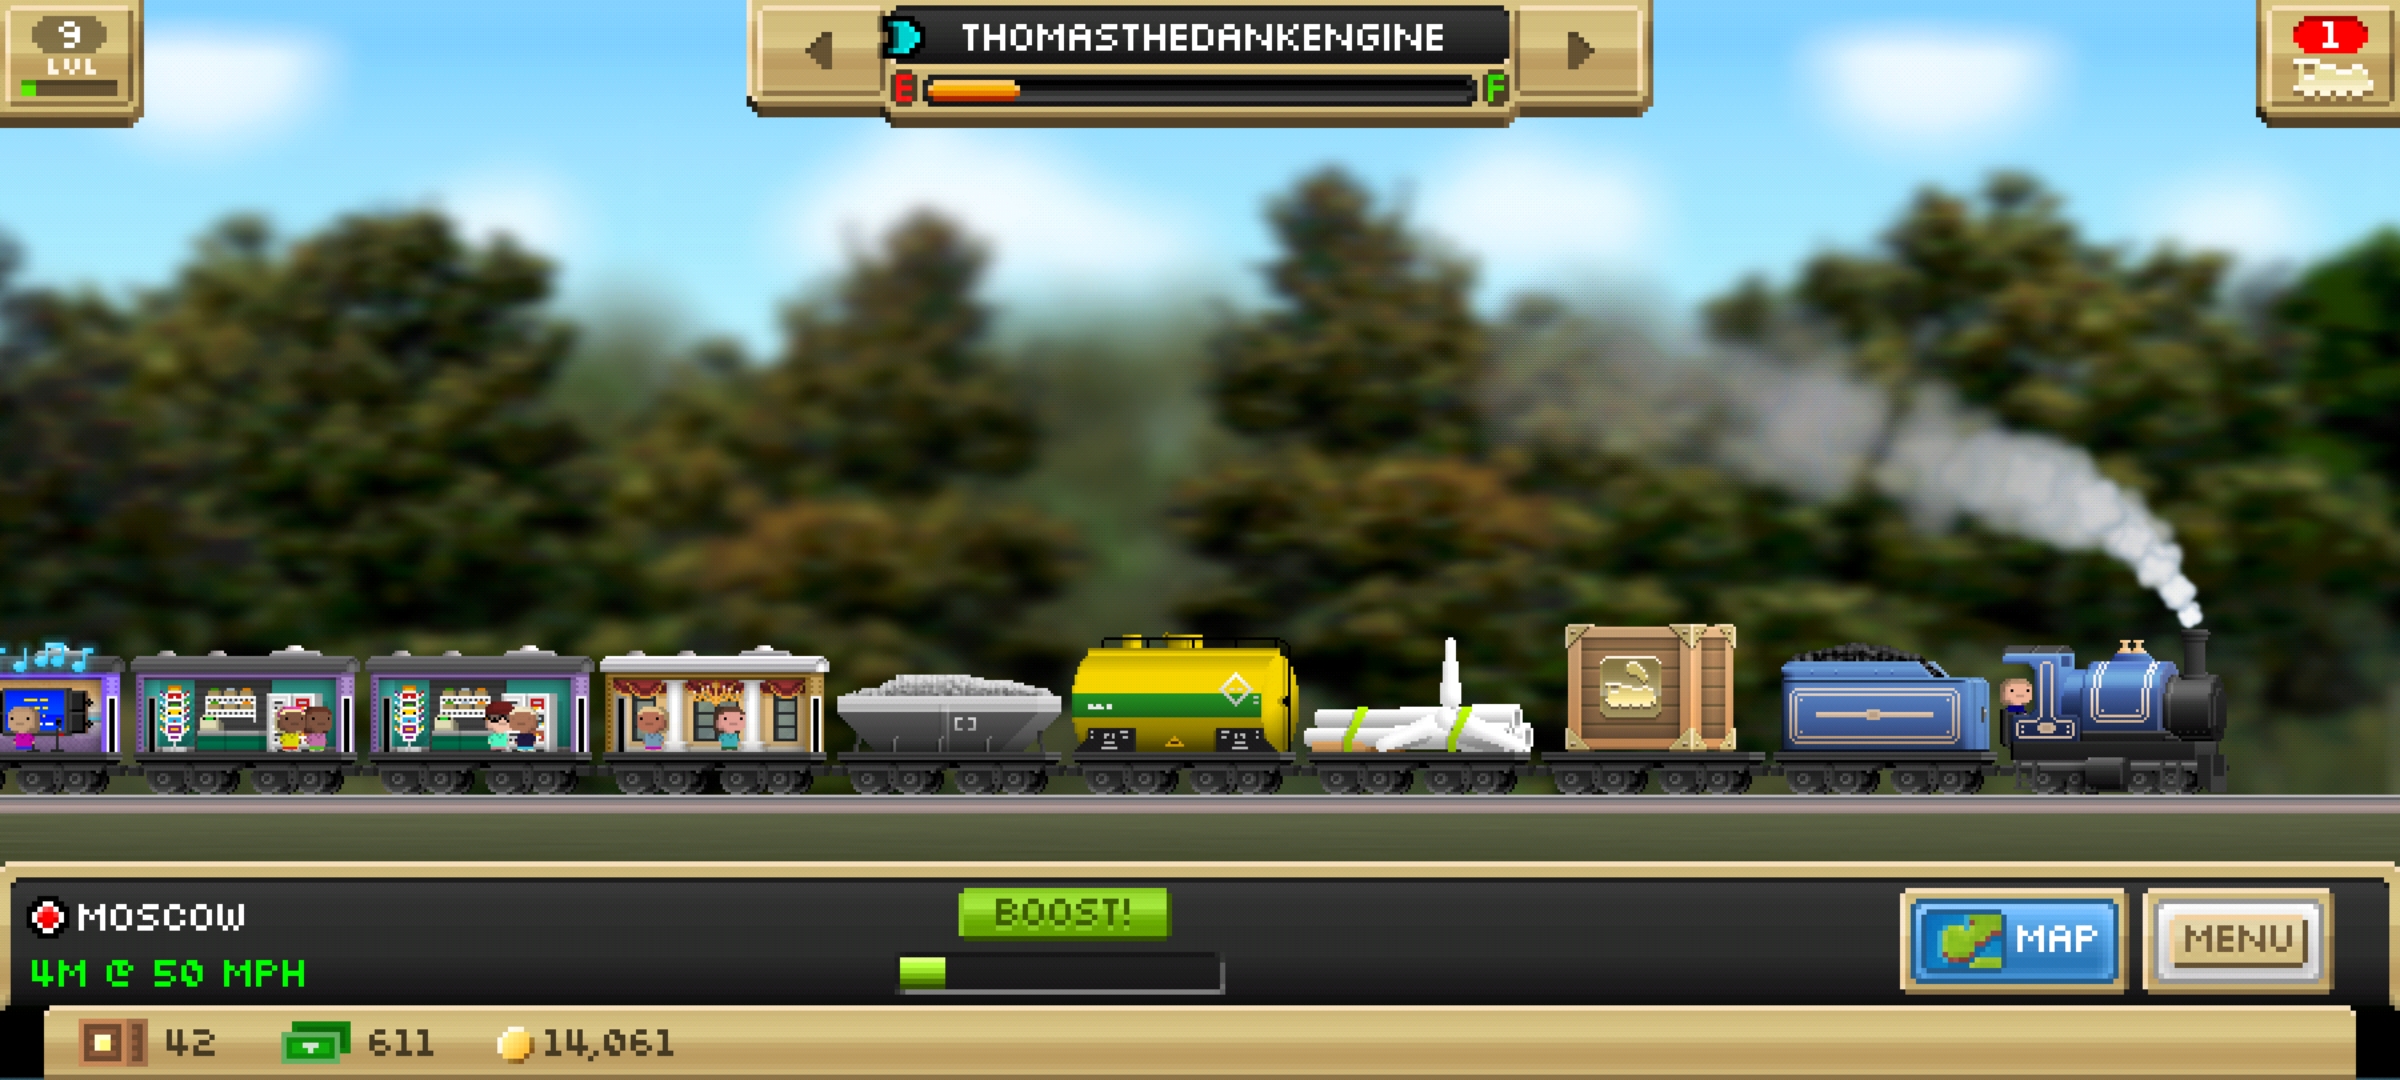 9
LVL
THOMASTHEDANKENGINE
E F
1
MOSCOW
4M @ 50 MPH
BOOST!
MAP
MENU
42
611
14,061